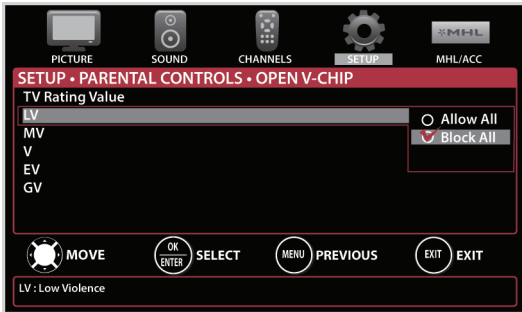 PICTURE SOUND CHANNELS SETUP MHL MHL/ACC
SETUP • PARENTAL CONTROLS • OPEN V-CHIP
TV Rating Value
LV
Allow All
MV
Block All
V
EV
GV
MOVE OK ENTER SELECT MENU PREVIOUS EXIT EXIT
LV : Low Violence